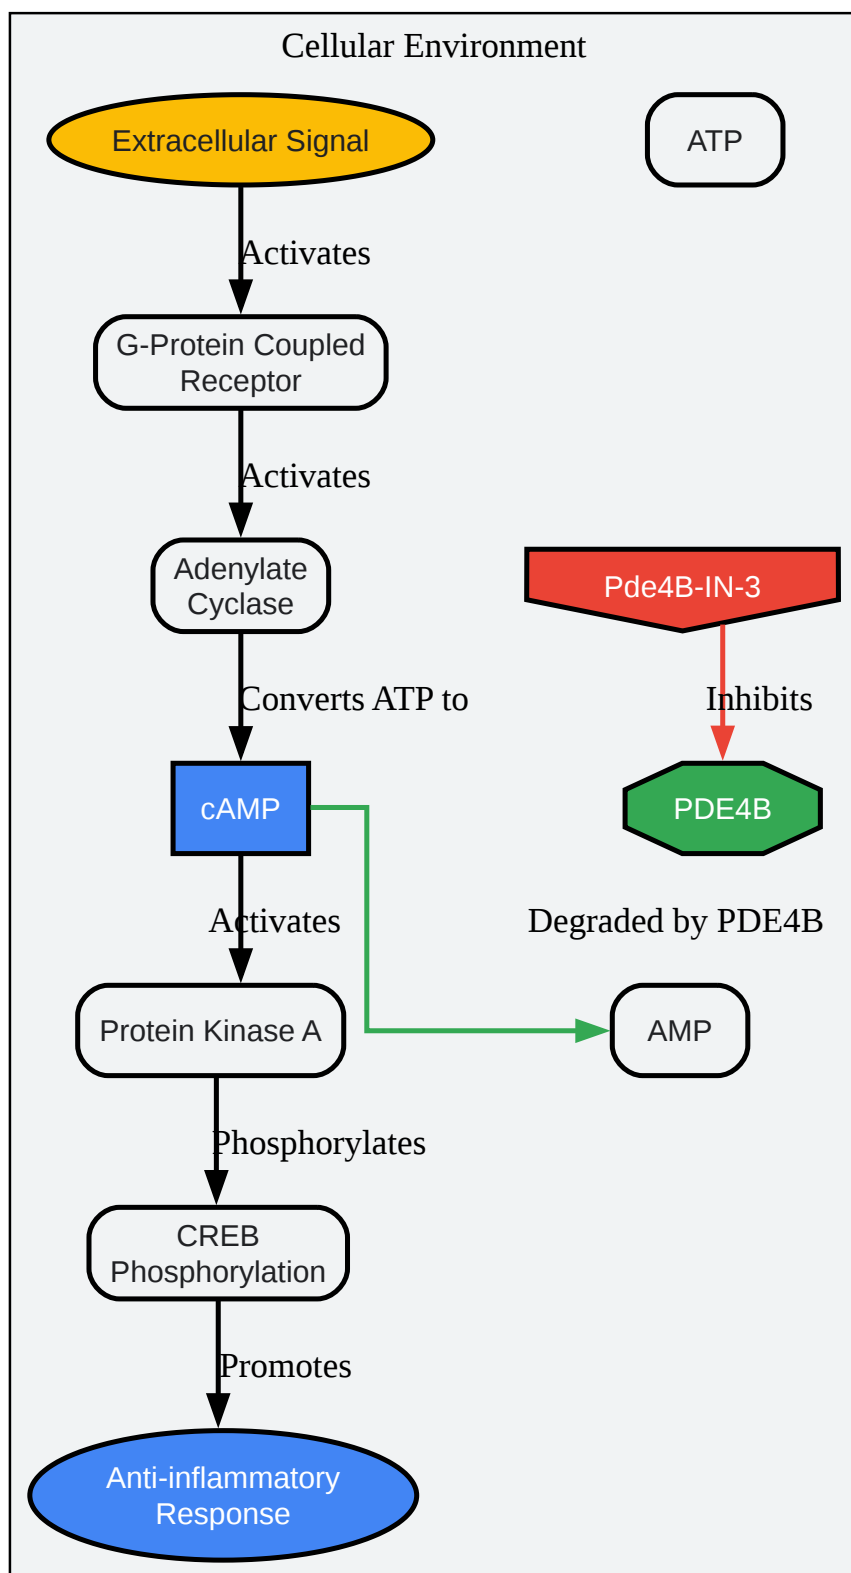 Cellular Environment
Extracellular Signal
ATP
Activates
G-Protein Coupled
Receptor
Activates
Adenylate
Cyclase
Pde4B-IN-3
Converts ATP to
Inhibits
cAMP
PDE4B
Activates
Degraded by PDE4B
Protein Kinase A
AMP
Phosphorylates
CREB
Phosphorylation
Promotes
Anti-inflammatory
Response